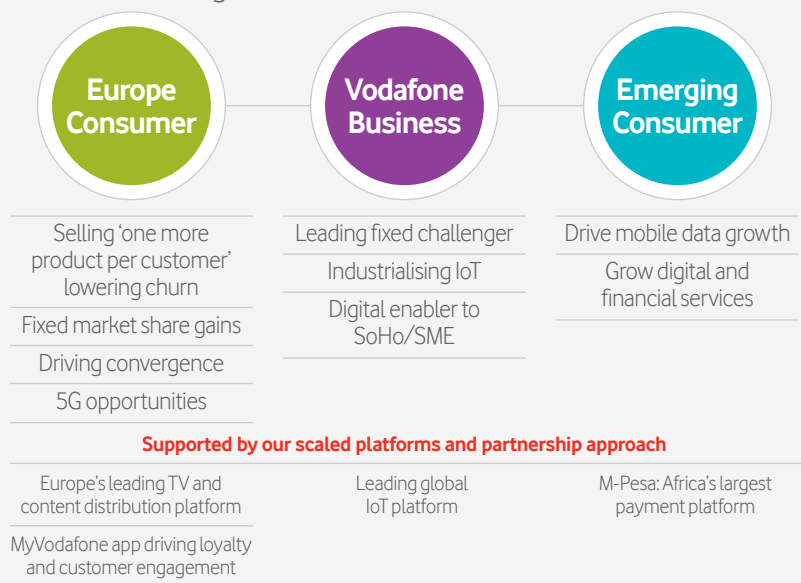 Europe
Consumer
Vodafone
Business
Emerging
Consumer
Selling ‘one more
product per customer’
lowering churn
Fixed market share gains
Driving convergence
5G opportunities
Leading fixed challenger
Industrialising IoT
Digital enabler to
SoHo/SME
Drive mobile data growth
Grow digital and
financial services
Supported by our scaled platforms and partnership approach
Europe’s leading TV and
content distribution platform
MyVodafone app driving loyalty
and customer engagement
Leading global
IoT platform
M-Pesa: Africa’s largest
payment platform